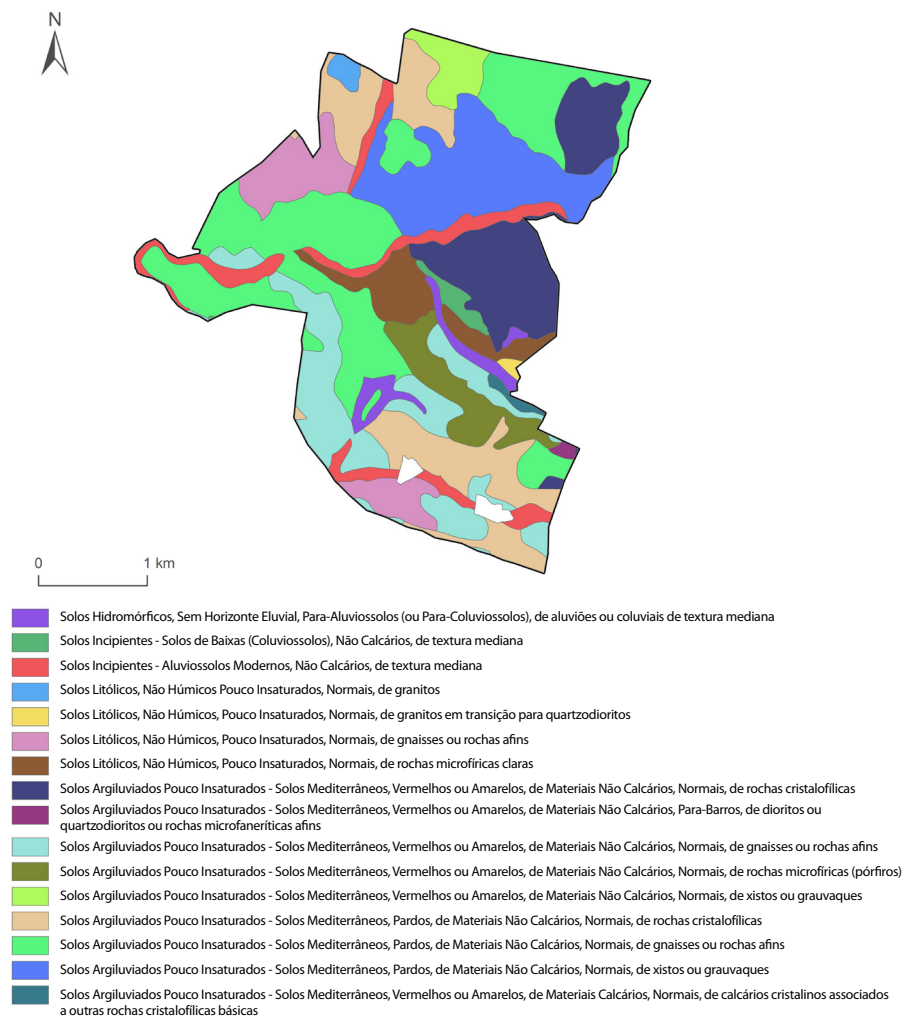 N
0 1 km
Solos Hidromórficos, Sem Horizonte Eluvial, Para-Aluviossolos (ou Para-Coluviossolos), de aluviões ou coluviais de textura mediana
Solos Incipientes - Solos de Baixas (Coluviossolos), Não Calcários, de textura mediana
Solos Incipientes - Aluviossolos Modernos, Não Calcários, de textura mediana
Solos Litólicos, Não Húmicos Pouco Insaturados, Normais, de granitos
Solos Litólicos, Não Húmicos, Pouco Insaturados, Normais, de granitos em transição para quartzodioritos
Solos Litólicos, Não Húmicos, Pouco Insaturados, Normais, de gnaisses ou rochas afins
Solos Litólicos, Não Húmicos, Pouco Insaturados, Normais, de rochas microfíricas claras
Solos Argiluviados Pouco Insaturados - Solos Mediterrâneos, Vermelhos ou Amarelos, de Materiais Não Calcários, Normais, de rochas cristalofílicas
Solos Argiluviados Pouco Insaturados - Solos Mediterrâneos, Vermelhos ou Amarelos, de Materiais Não Calcários, Para-Barros, de dioritos ou
quartzodioritos ou rochas microfaneríticas afins
Solos Argiluviados Pouco Insaturados - Solos Mediterrâneos, Vermelhos ou Amarelos, de Materiais Não Calcários, Normais, de gnaisses ou rochas afins
Solos Argiluviados Pouco Insaturados - Solos Mediterrâneos, Vermelhos ou Amarelos, de Materiais Não Calcários, Normais, de rochas microfíricas (pórfiros)
Solos Argiluviados Pouco Insaturados - Solos Mediterrâneos, Vermelhos ou Amarelos, de Materiais Não Calcários, Normais, de xistos ou grauvaques
Solos Argiluviados Pouco Insaturados - Solos Mediterrâneos, Pardos, de Materiais Não Calcários, Normais, de rochas cristalofílicas
Solos Argiluviados Pouco Insaturados - Solos Mediterrâneos, Pardos, de Materiais Não Calcários, Normais, de gnaisses ou rochas afins
Solos Argiluviados Pouco Insaturados - Solos Mediterrâneos, Pardos, de Materiais Não Calcários, Normais, de xistos ou grauvaques
Solos Argiluviados Pouco Insaturados - Solos Mediterrâneos, Vermelhos ou Amarelos, de Materiais Calcários, Normais, de calcários cristalinos associados
a outras rochas cristalofílicas básicas